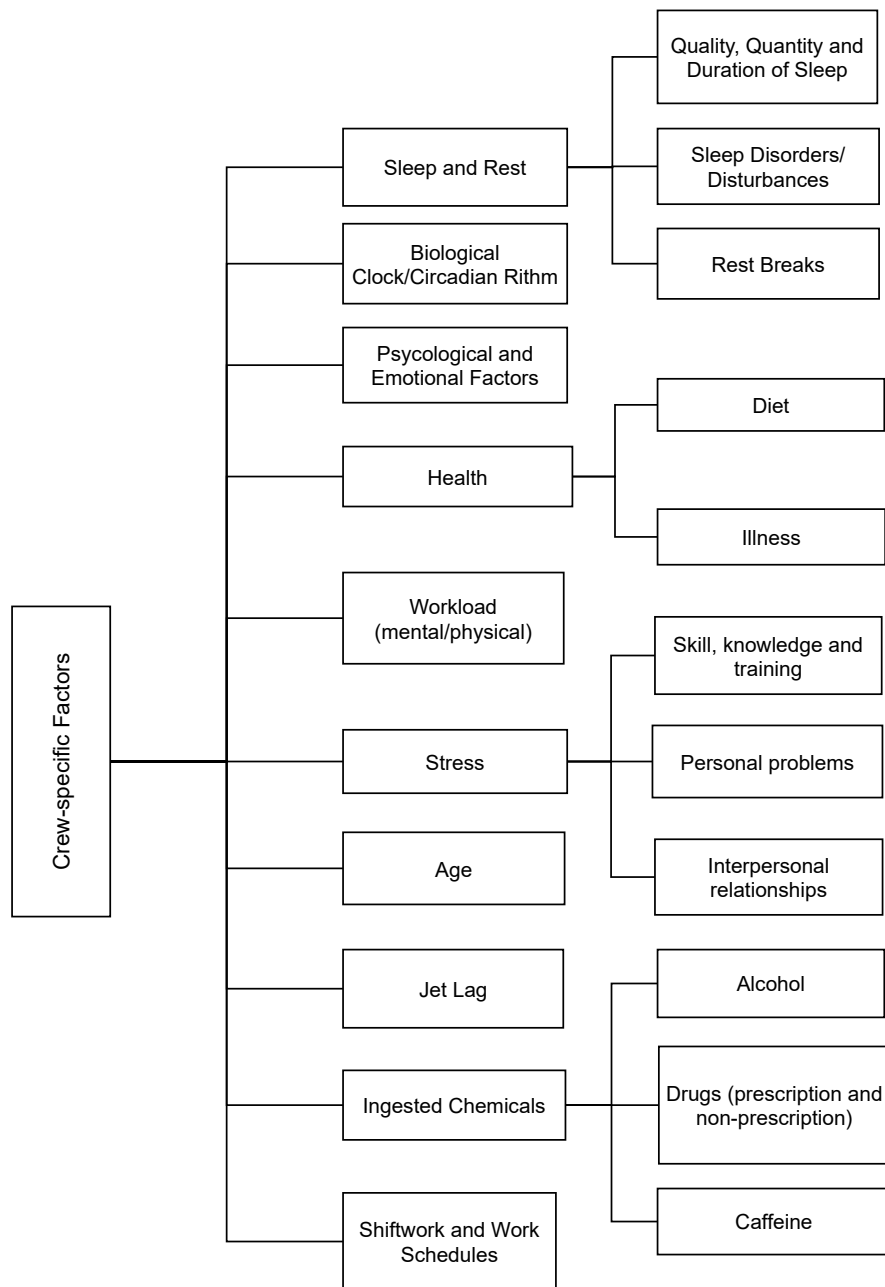 Crew-specific Factors
Sleep and Rest
Quality, Quantity and
Duration of Sleep
Sleep Disorders/
Disturbances
Rest Breaks
Biological
Clock/Circadian Rithm
Psycological and
Emotional Factors
Health
Diet
Illness
Workload
(mental/physical)
Stress
Skill, knowledge and
training
Personal problems
Interpersonal
relationships
Age
Jet Lag
Ingested Chemicals
Alcohol
Drugs (prescription and
non-prescription)
Caffeine
Shiftwork and Work
Schedules